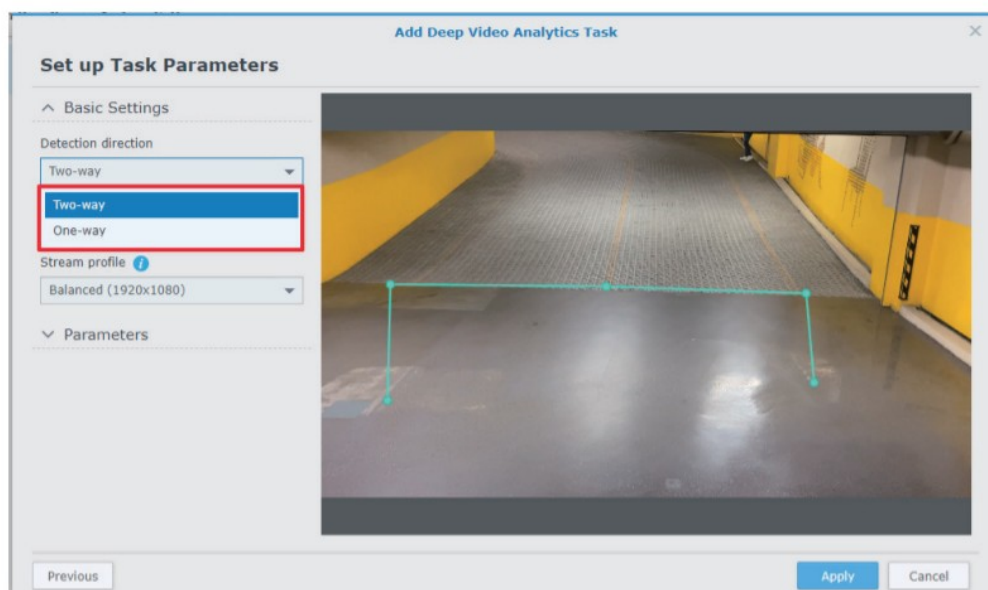 Add Deep Video Analytics Task
Set up Task Parameters
Basic Settings
Detection direction
Two-way
Two-way
One-way
Stream profile
Balanced (1920x1080)
Parameters
Previous
Apply
Cancel